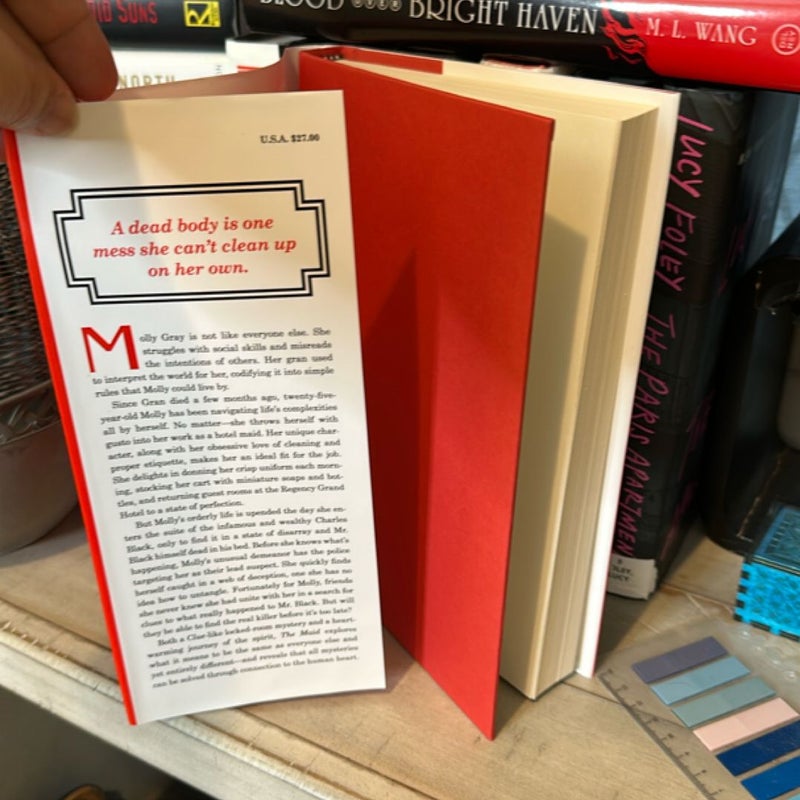 BLOOD OVER BRIGHT HAVEN
M. L. WANG
SUNS
NORTH
LUCY FOLEY THE PARIS APARTMEN
U.S.A. $27.00
A dead body is one
mess she can't clean up
on her own.
Molly Gray is not like everyone else. She
struggles with social skills and misreads
the intentions of others. Her gran used
to interpret the world for her, codifying it into simple
rules that Molly could live by.
Since Gran died a few months ago, twenty-five-
year-old Molly has been navigating life's complexities
all by herself. No matter—she throws herself with
gusto into her work as a hotel maid. Her unique char-
acter, along with her obsessive love of cleaning and
proper etiquette, makes her an ideal fit for the job.
She delights in donning her crisp uniform each morn-
ing, stocking her cart with miniature soaps and bot-
tles, and returning guest rooms at the Regency Grand
Hotel to a state of perfection.
But Molly's orderly life is upended the day she en-
ters the suite of the infamous and wealthy Charles
Black, only to find it in a state of disarray and Mr.
Black himself dead in his bed. Before she knows what's
happening, Molly's unusual demeanor has the police
targeting her as their lead suspect. She quickly finds
herself caught in a web of deception, one she has no
idea how to untangle. Fortunately for Molly, friends
she never knew she had unite with her in a search for
clues to what really happened to Mr. Black. But will
they be able to find the real killer before it's too late?
Both a Clue-like locked-room mystery and a heart-
warming journey of the spirit, The Maid explores
what it means to be the same as everyone else and
yet entirely different—and reveals that all mysteries
can be solved through connection to the human heart.